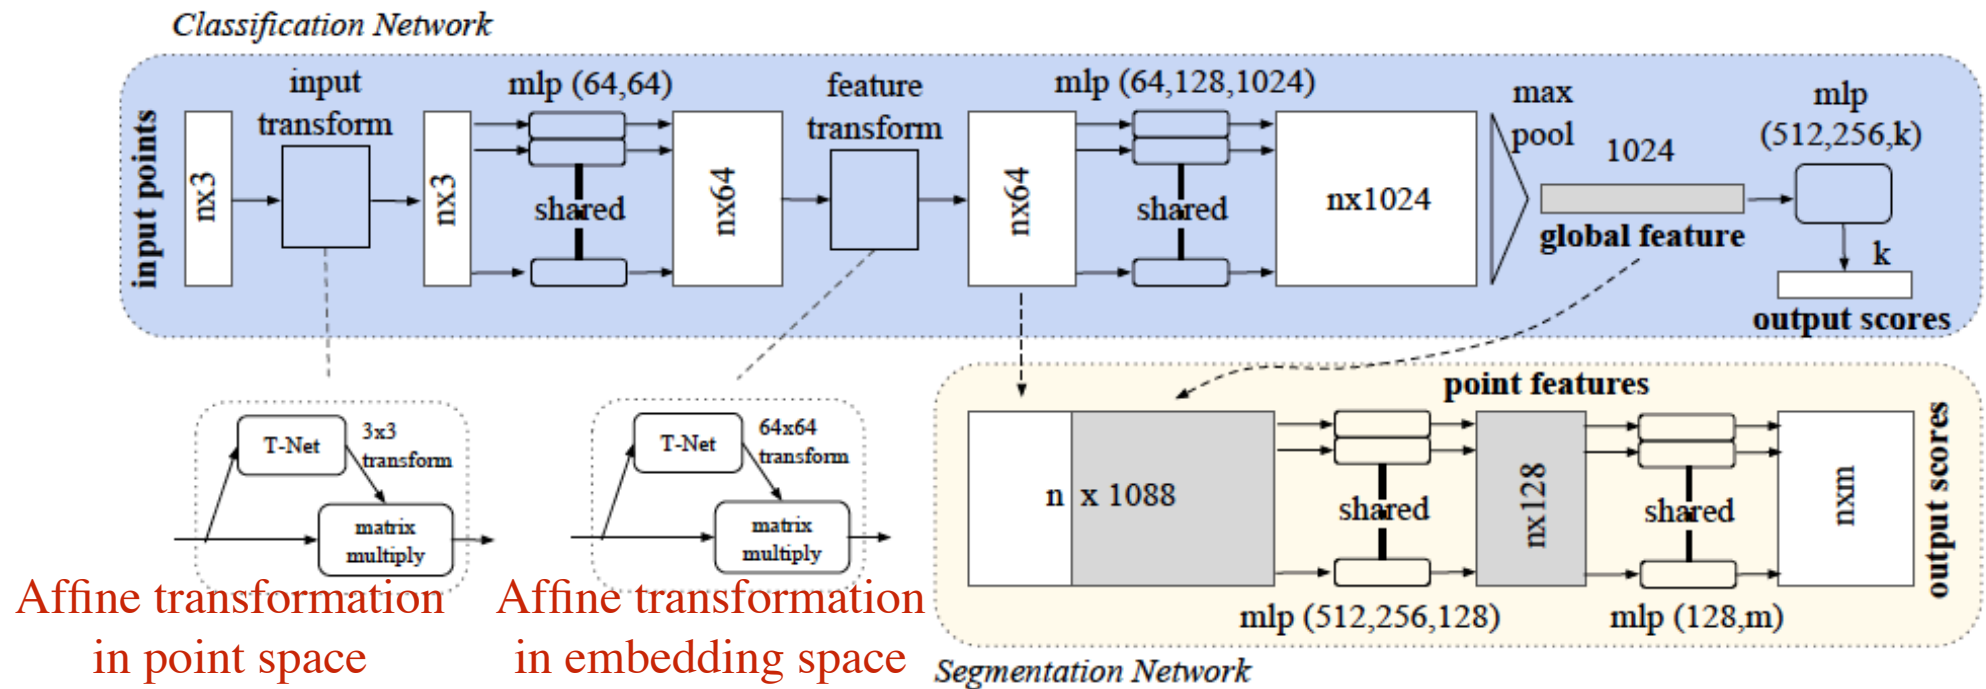 Classification Network
input points
nx3
input
transform
nx3
mlp (64,64)
shared
nx64
feature
transform
nx64
mlp (64,128,1024)
shared
nx1024
max
pool
1024
global feature
mlp
(512,256,k)
k
output scores
T-Net
3x3
transform
matrix
multiply
Affine transformation
in point space
T-Net
64x64
transform
matrix
multiply
Affine transformation
in embedding space
point features
n x 1088
shared
mlp (512,256,128)
nx128
shared
mlp (128,m)
nxm
output scores
Segmentation Network